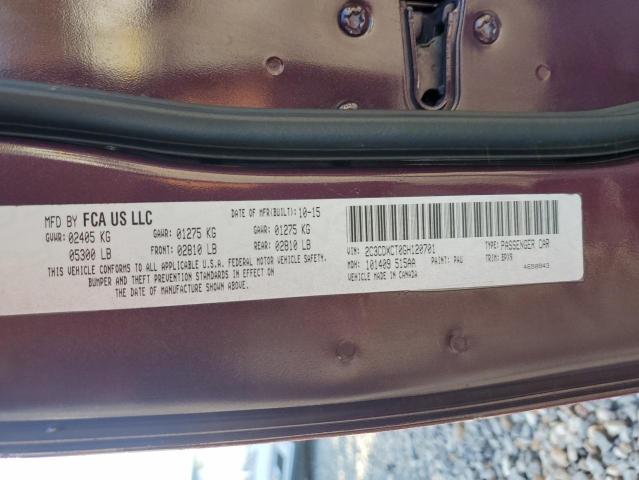 MFD BY FCA US LLC
DATE OF MFR(BUILT): 10-15
GVWR: 02405 KG
05300 LB
GAWR: 01275 KG
FRONT: 02810 LB
GAWR: 01275 KG
REAR: 02810 LB
THIS VEHICLE CONFORMS TO ALL APPLICABLE U.S.A. FEDERAL MOTOR VEHICLE SAFETY,
BUMPER AND THEFT PREVENTION STANDARDS IN EFFECT ON
THE DATE OF MANUFACTURE SHOWN ABOVE.
VIN: 2C3CDXCT0GH120701
TYPE: PASSENGER CAR
MDH: 101409 515AA
PAINT: PAU
TRIM: EPX9
VEHICLE MADE IN CANADA